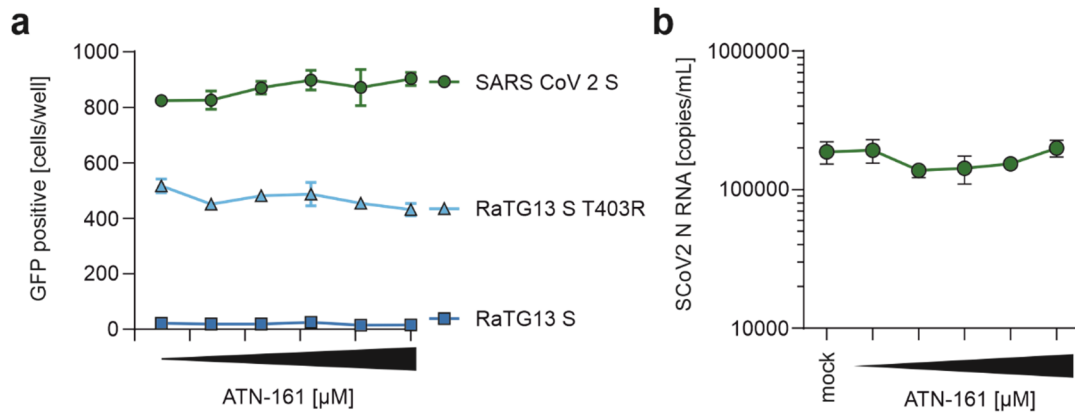 a
1000
800
600
400
200
0
GFP positive [cells/well]
SARS CoV 2 S
RaTG13 S T403R
RaTG13 S
ATN-161 [µM]
b
1000000
100000
10000
SCoV2 N RNA [copies/mL]
mock
ATN-161 [µM]